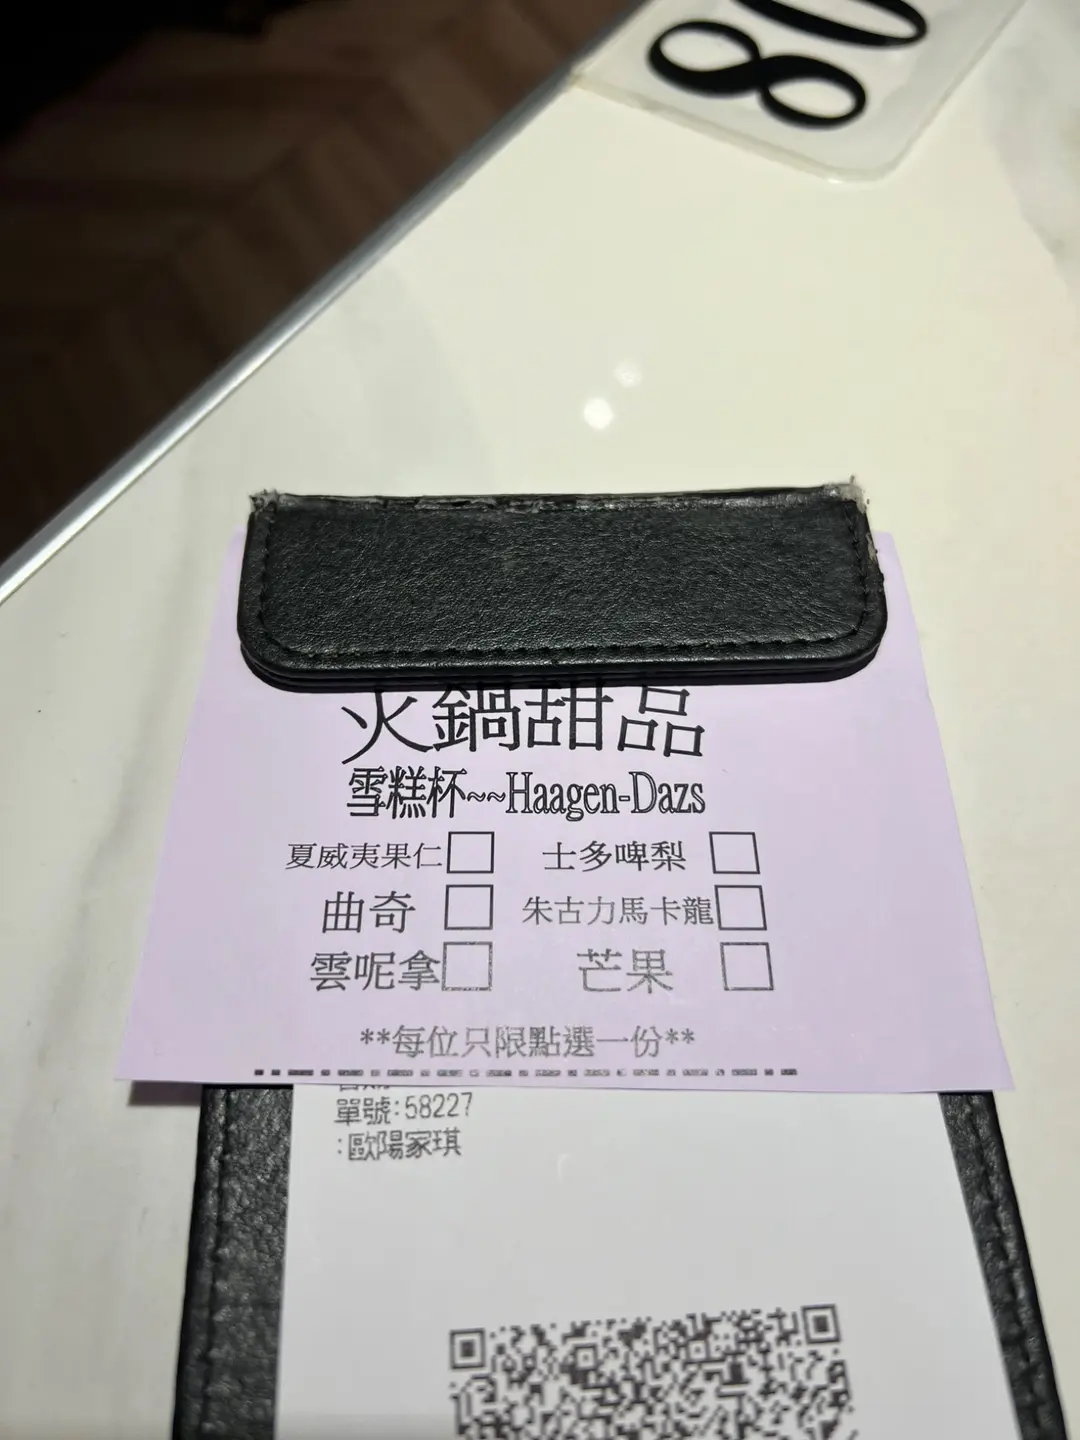 80
火鍋甜品
雪糕杯~~Haagen-Dazs
夏威夷果仁 士多啤梨
曲奇 朱古力馬卡龍
雲呢拿 芒果
**每位只限點選一份**
單號:58227
:歐陽家琪